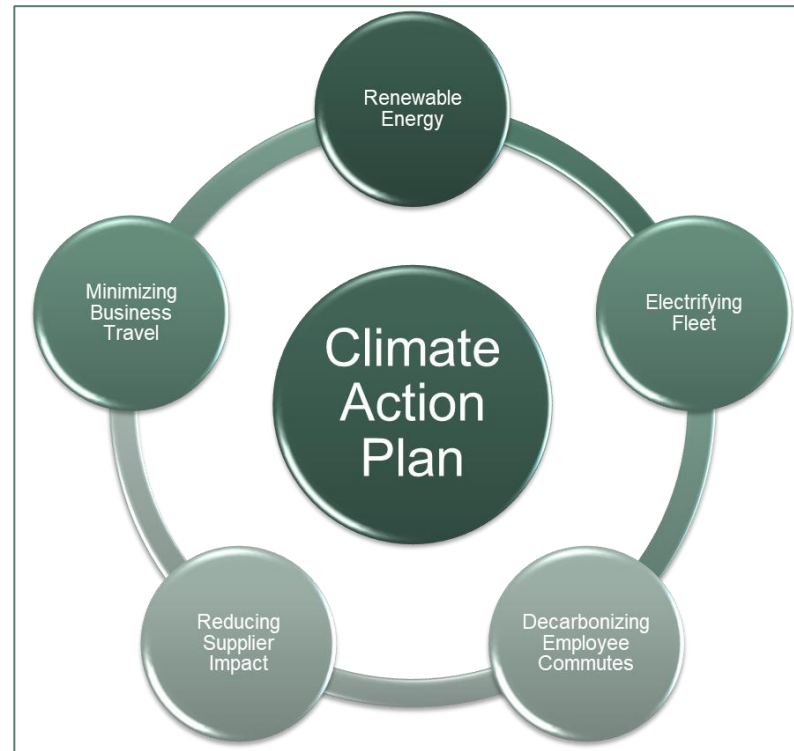 Renewable
Energy
Minimizing
Business
Travel
Electrifying
Fleet
Climate
Action
Plan
Reducing
Supplier
Impact
Decarbonizing
Employee
Commutes